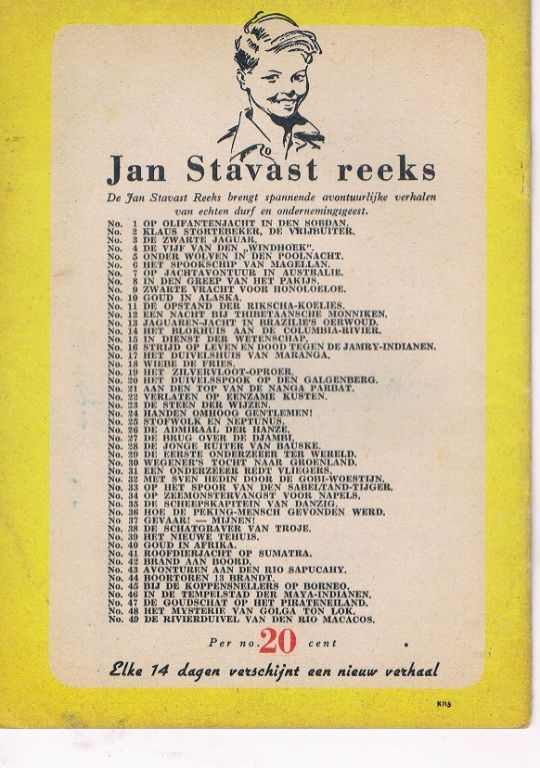 Jan Stavast reeks
De Jan Stavast Reeks brengt spannende avontuurlijke verhalen
van echten durf en ondernemingsgeest.
No. 1 OP OLIFANTENJACHT IN DEN SOEDAN.
No. 2 KLAUS STORTEBEKER, DE VRIJBUITER.
No. 3 DE ZWARTE JAGUAR.
No. 4 DE VIJF VAN DEN „WINDHOEK".
No. 5 ONDER WOLVEN IN DEN POOLNACHT.
No. 6 HET SPOOKSCHIP VAN MAGELLAN.
No. 7 OP JACHTAVONTUUR IN AUSTRALIE.
No. 8 IN DEN GREEP VAN HET PAKIJS.
No. 9 ZWARTE VRACHT VOOR HONOLOELOE.
No. 10 GOUD IN ALASKA.
No. 11 DE OPSTAND DER RIKSCHA-KOELIES.
No. 12 EEN NACHT BIJ THIBETAANSCHE MONNIKEN.
No. 13 JAGUAREN-JACHT IN BRAZILIE'S OERWOUD.
No. 14 HET BLOKHUIS AAN DE COLUMBIA-RIVIER.
No. 15 IN DIENST DER WETENSCHAP.
No. 16 STRIJD OP LEVEN EN DOOD TEGEN DE JAMRY-INDIANEN.
No. 17 HET DUIVELSHUIS VAN MARANGA.
No. 18 WIEBE DE FRIES.
No. 19 HET ZILVERVLOOT-OPROER.
No. 20 HET DUIVELSSPOOK OP DEN GALGENBERG.
No. 21 AAN DEN TOP VAN DE NANGA PARBAT.
No. 22 VERLATEN OP EENZAME KUSTEN.
No. 23 DE STEEN DER WIJZEN.
No. 24 HANDEN OMHOOG GENTLEMEN!
No. 25 STOFWOLK EN NEPTUNUS.
No. 26 DE ADMIRAAL DER HANZE.
No. 27 DE BRUG OVER DE DJAMBI.
No. 28 DE JONGE RUITER VAN BAUSKE.
No. 29 DE EERSTE ONDERZEEER TER WERELD.
No. 30 WEGENER'S TOCHT NAAR GROENLAND.
No. 31 EEN ONDERZEEER REDT VLIEGERS.
No. 32 MET SVEN HEDIN DOOR DE GOBI-WOESTIJN.
No. 33 OP HET SPOOR VAN DEN SABELTAND-TIJGER.
No. 34 OP ZEEMONSTERVANGST VOOR NAPELS.
No. 35 DE SCHEEPSKAPITEIN VAN DANZIG.
No. 36 HOE DE PEKING-MENSCH GEVONDEN WERD.
No 37 GEVAAR! — MIJNEN!
No. 38 DE SCHATGRAVER VAN TROJE.
No. 39 HET NIEUWE TEHUIS.
No. 40 GOUD IN AFRIKA.
No. 41 ROOFDIERJACHT OP SUMATRA.
No. 42 BRAND AAN BOORD.
No. 43 AVONTUREN AAN DEN RIO SAPUCAHY.
No. 44 BOORTOREN 13 BRANDT.
No. 45 BIJ DE KOPPENSNELLERS OP BORNEO.
No. 46 IN DE TEMPELSTAD DER MAYA-INDIANEN.
No. 47 DE GOUDSCHAT OP HET PIRATENEILAND.
No. 48 HET MYSTERIE VAN GOLGA TON LOK.
No. 49 DE RIVIERDUIVEL VAN DEN RIO MACACOS.
Per no. 20 cent
Elke 14 dagen verschijnt een nieuw verhaal